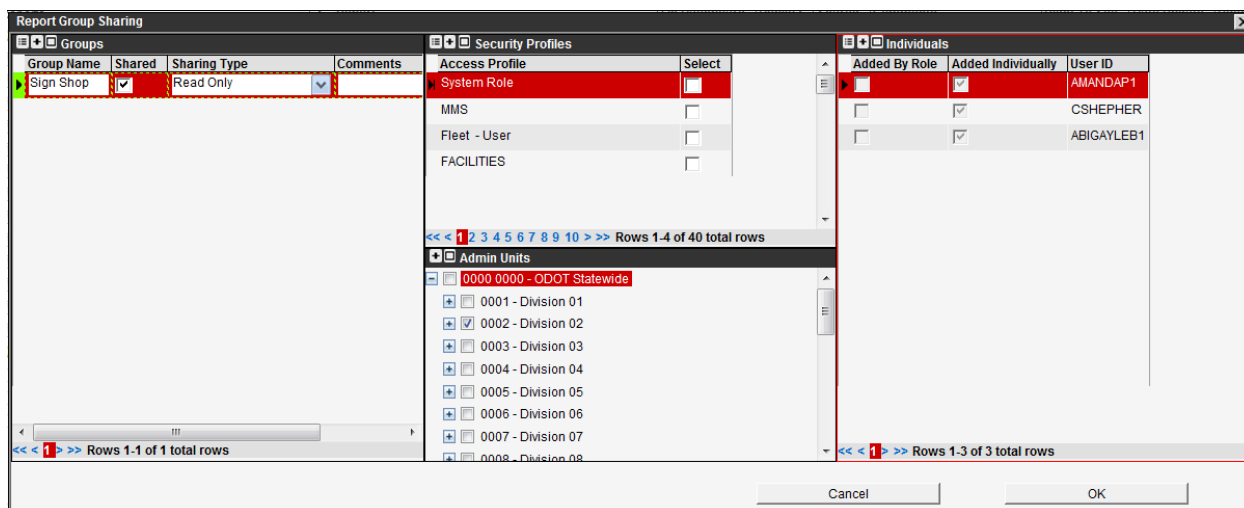 Report Group Sharing
Groups
Group Name Shared Sharing Type Comments
Sign Shop Read Only
<< < 1 > >> Rows 1-1 of 1 total rows
Security Profiles
Access Profile Select
System Role
MMS
Fleet - User
FACILITIES
<< < 1 2 3 4 5 6 7 8 9 10 > >> Rows 1-4 of 40 total rows
Admin Units
0000 0000 - ODOT Statewide
0001 - Division 01
0002 - Division 02
0003 - Division 03
0004 - Division 04
0005 - Division 05
0006 - Division 06
0007 - Division 07
0008 - Division 08
Individuals
Added By Role Added Individually User ID
AMANDAP1
CSHEPHER
ABIGAYLEB1
<< < 1 > >> Rows 1-3 of 3 total rows
Cancel OK